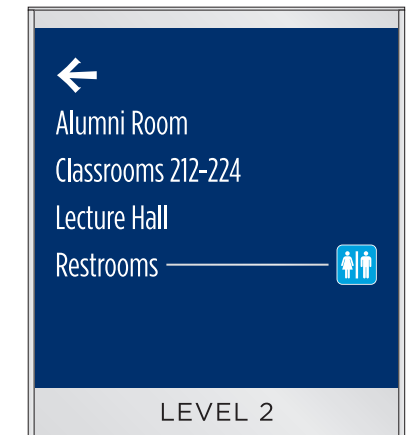 Alumni Room
Classrooms 212-224
Lecture Hall
Restrooms
LEVEL 2